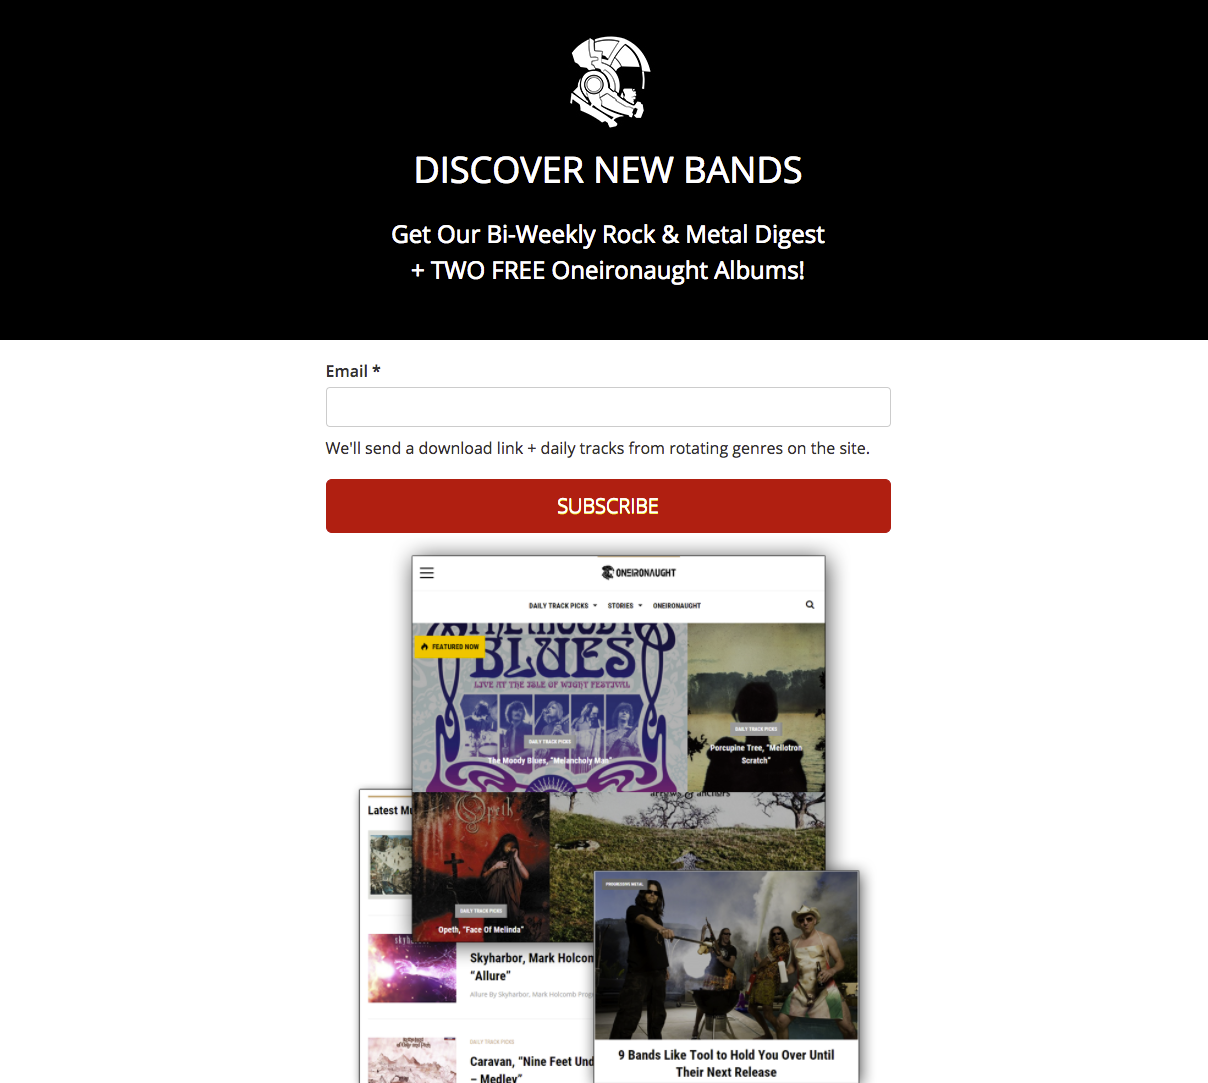 DISCOVER NEW BANDS
Get Our Bi-Weekly Rock & Metal Digest
+ TWO FREE Oneironaught Albums!
Email *
We'll send a download link + daily tracks from rotating genres on the site.
SUBSCRIBE
ONEIRONAUGHT
DAILY TRACK PICKS STORIES ONEIRONAUGHT
FEATURED NOW
THE MOODY
BLUES
LIVE AT THE ISLE OF WIGHT FESTIVAL
DAILY TRACK PICKS
The Moody Blues, "Melancholy Man"
DAILY TRACK PICKS
Porcupine Tree, "Mellotron
Scratch"
arrows & anchors
Opeth
DAILY TRACK PICKS
Opeth, "Face Of Melinda"
Latest Mu
skyharbor
Skyharbor, Mark Holcom
"Allure"
Allure By Skyharbor, Mark Holcomb Prog
DAILY TRACK PICKS
Caravan, "Nine Feet Und
– Medley"
PROGRESSIVE METAL
9 Bands Like Tool to Hold You Over Until
Their Next Release